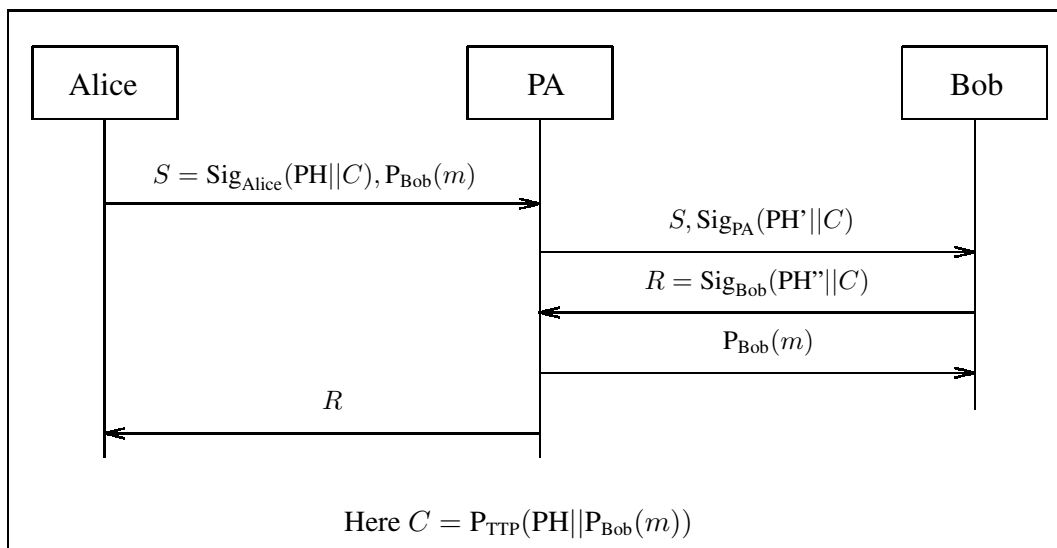 Alice PA Bob
S = Sig_Alice(PH||C), P_Bob(m)
S, Sig_PA(PH'||C)
R = Sig_Bob(PH''||C)
P_Bob(m)
R
Here C = P_TTP(PH||P_Bob(m))